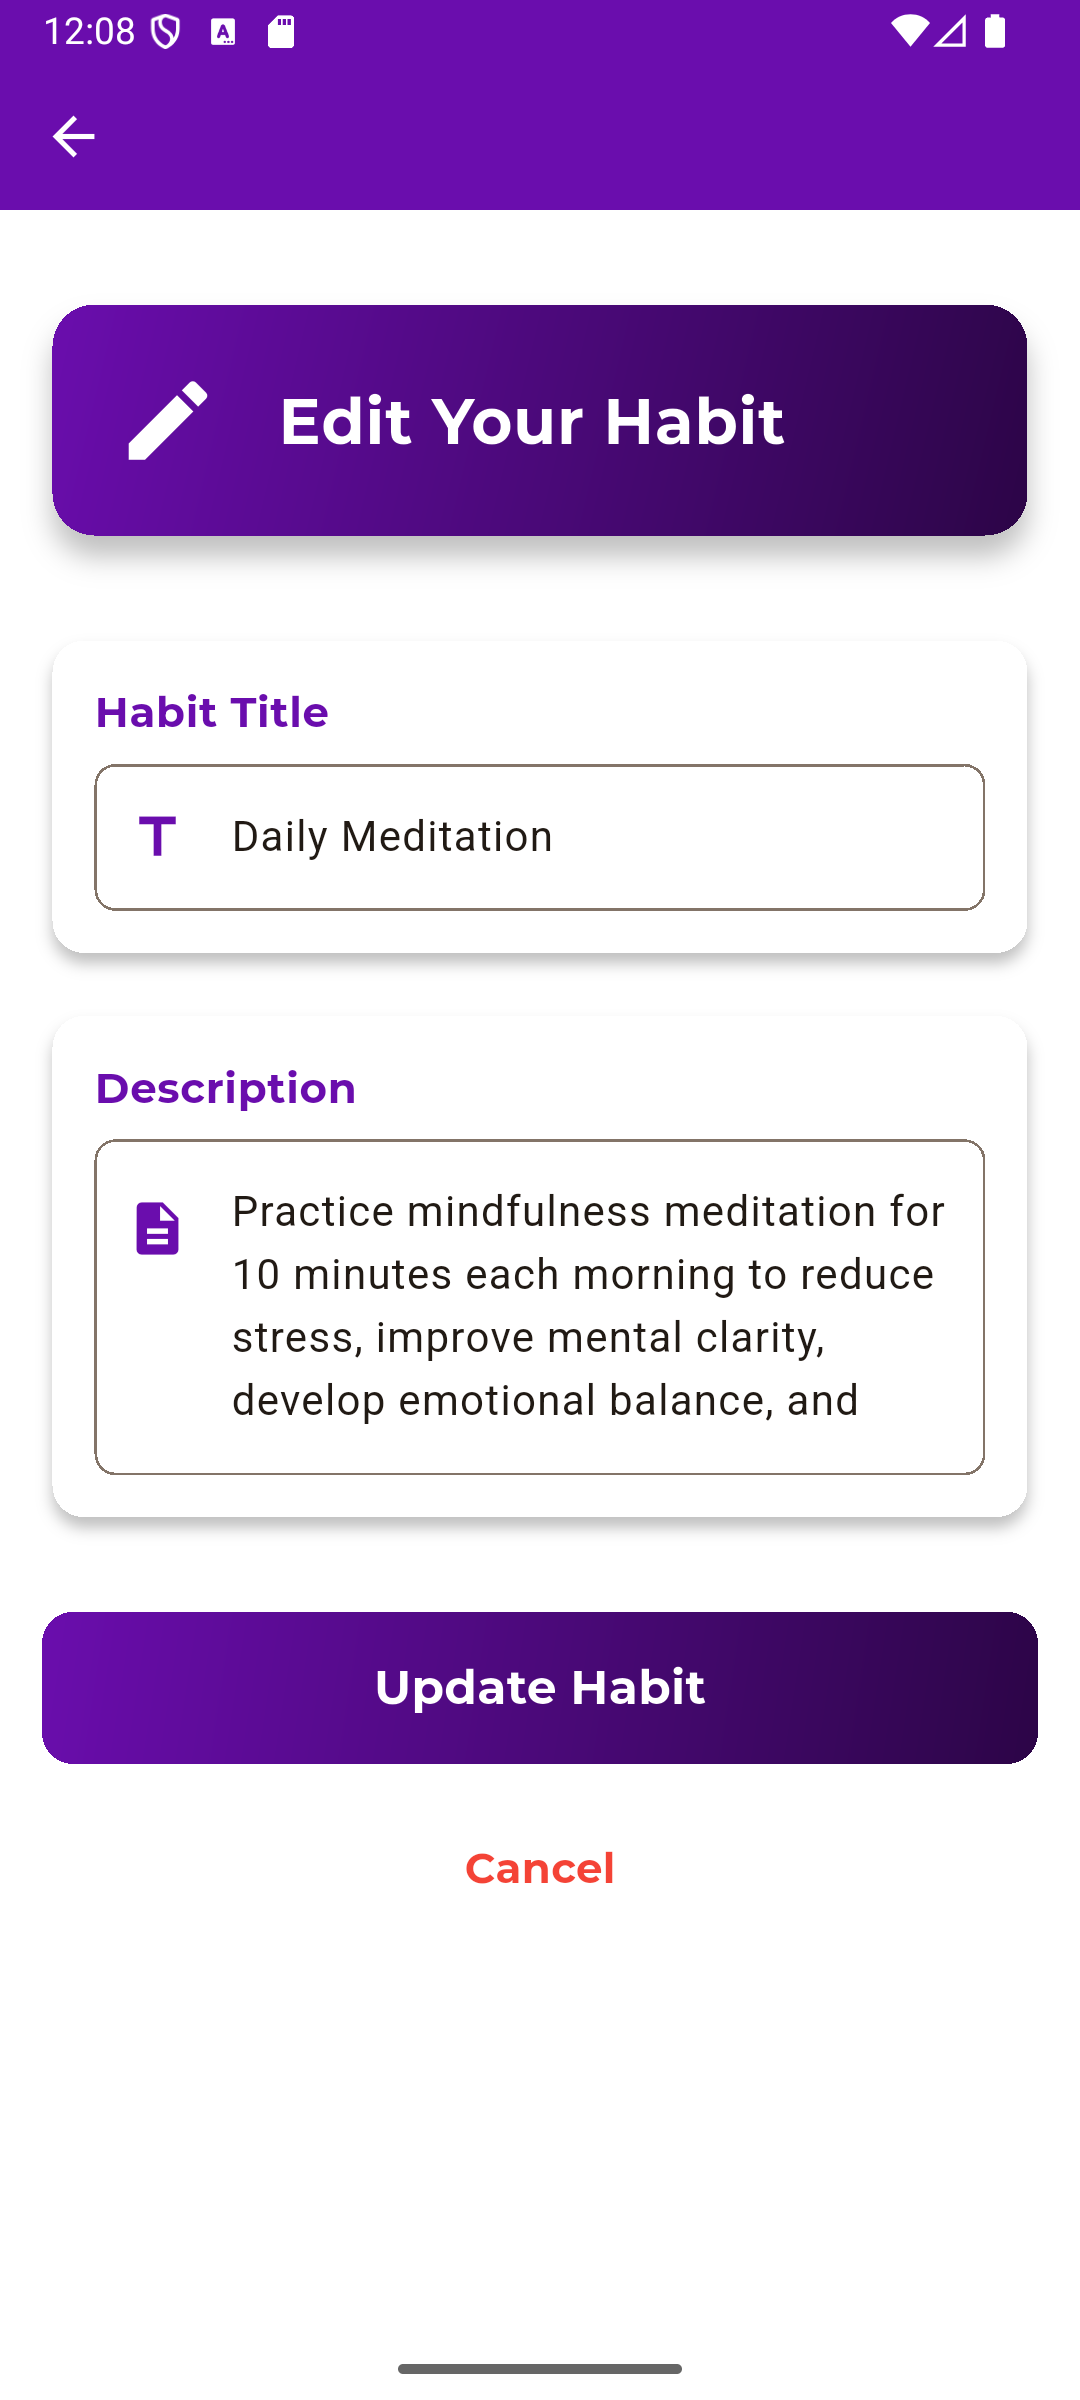 12:08
Edit Your Habit
Habit Title
Daily Meditation
Description
Practice mindfulness meditation for
10 minutes each morning to reduce
stress, improve mental clarity,
develop emotional balance, and
Update Habit
Cancel